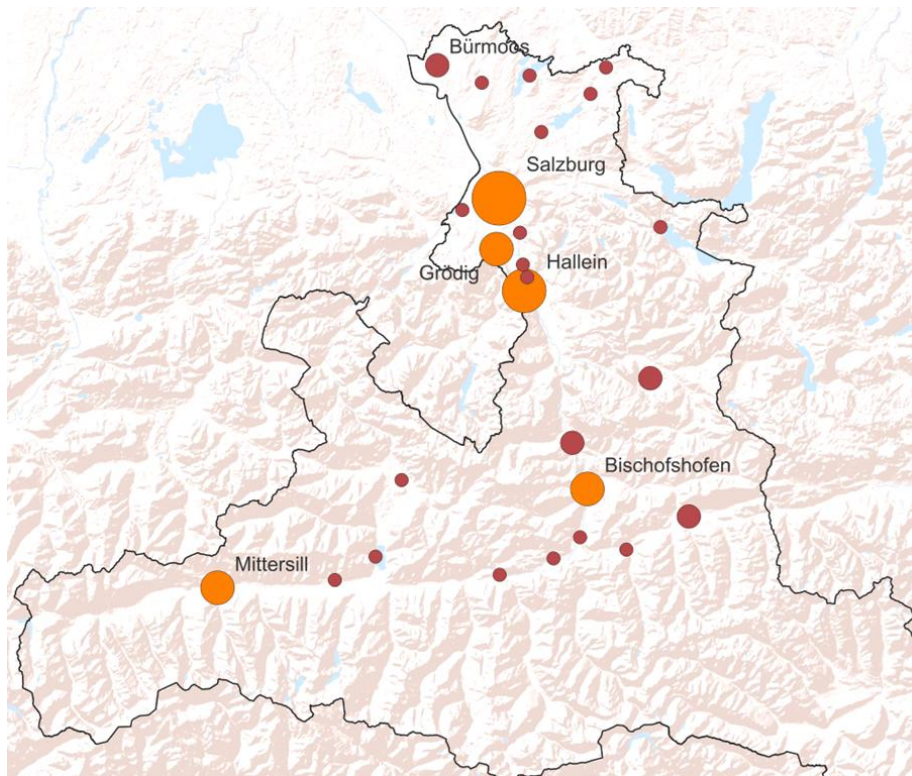 Bürmoos
Salzburg
Grödig
Hallein
Bischofshofen
Mittersill